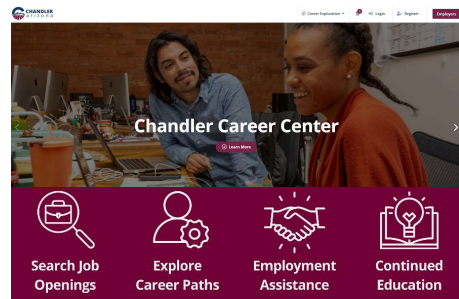 CHANDLER
arizona
Career Exploration
Login
Register
Employers
Chandler Career Center
Learn More
Search Job
Openings
Explore
Career Paths
Employment
Assistance
Continued
Education